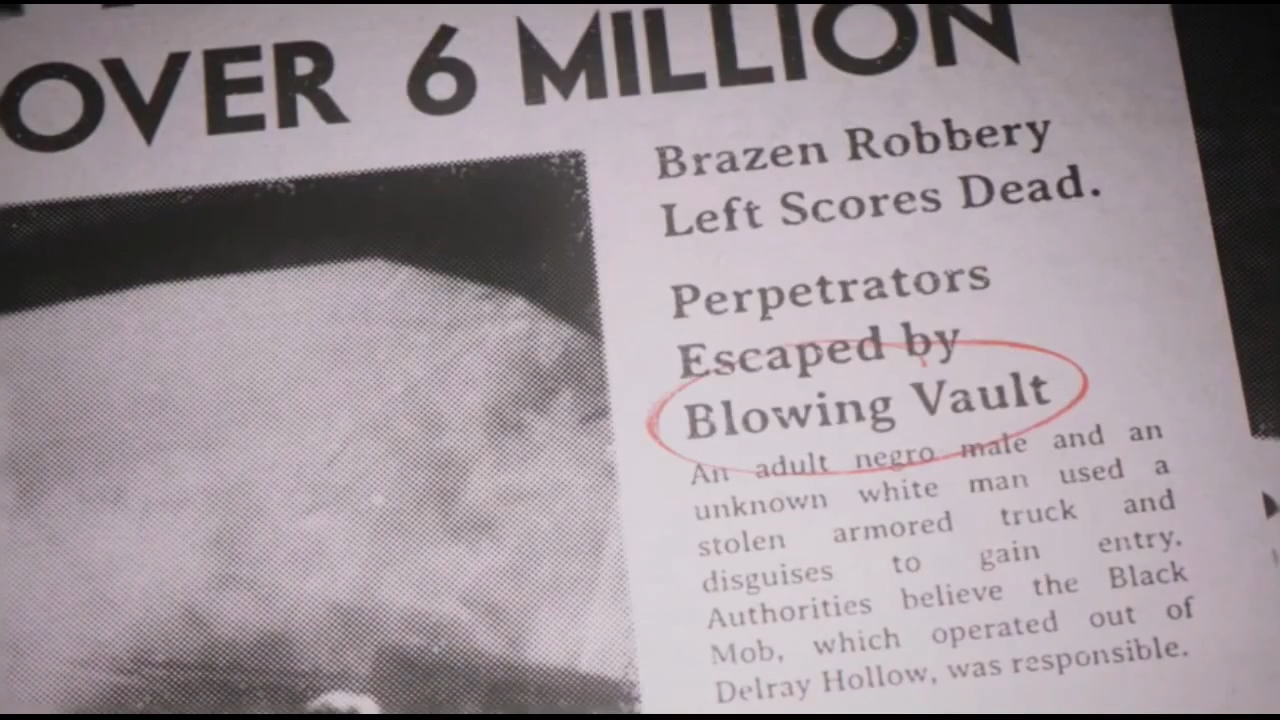 OVER 6 MILLION
Brazen Robbery
Left Scores Dead.
Perpetrators
Escaped by
Blowing Vault
An adult negro male and an
unknown white man used a
stolen armored truck and
disguises to gain entry.
Authorities believe the Black
Mob, which operated out of
Delray Hollow, was responsible.